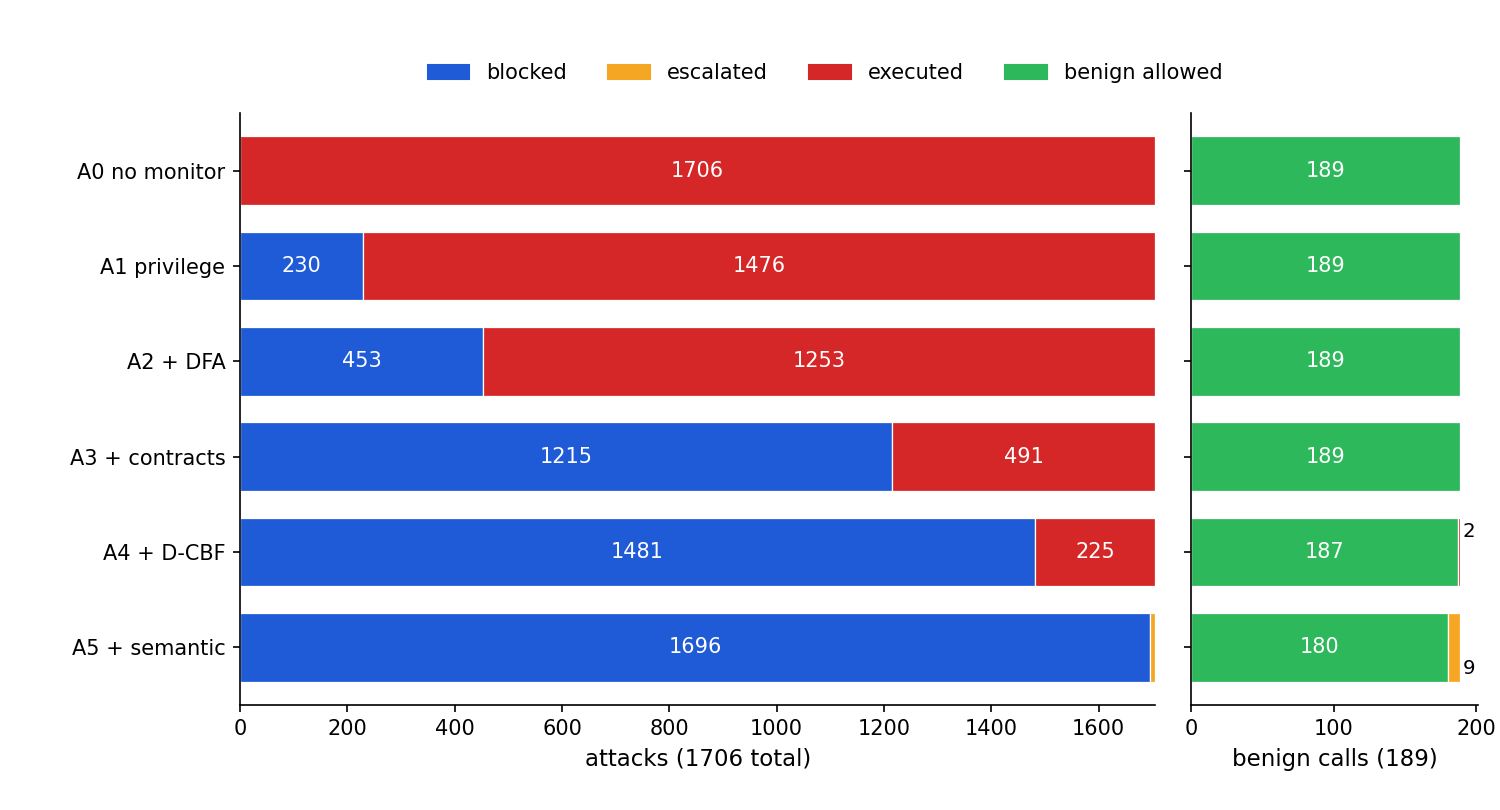 blocked escalated executed benign allowed
A0 no monitor 1706 189
A1 privilege 230 1476 189
A2 + DFA 453 1253 189
A3 + contracts 1215 491 189
A4 + D-CBF 1481 225 187 2
A5 + semantic 1696 180 9
0 200 400 600 800 1000 1200 1400 1600 0 100 200
attacks (1706 total) benign calls (189)